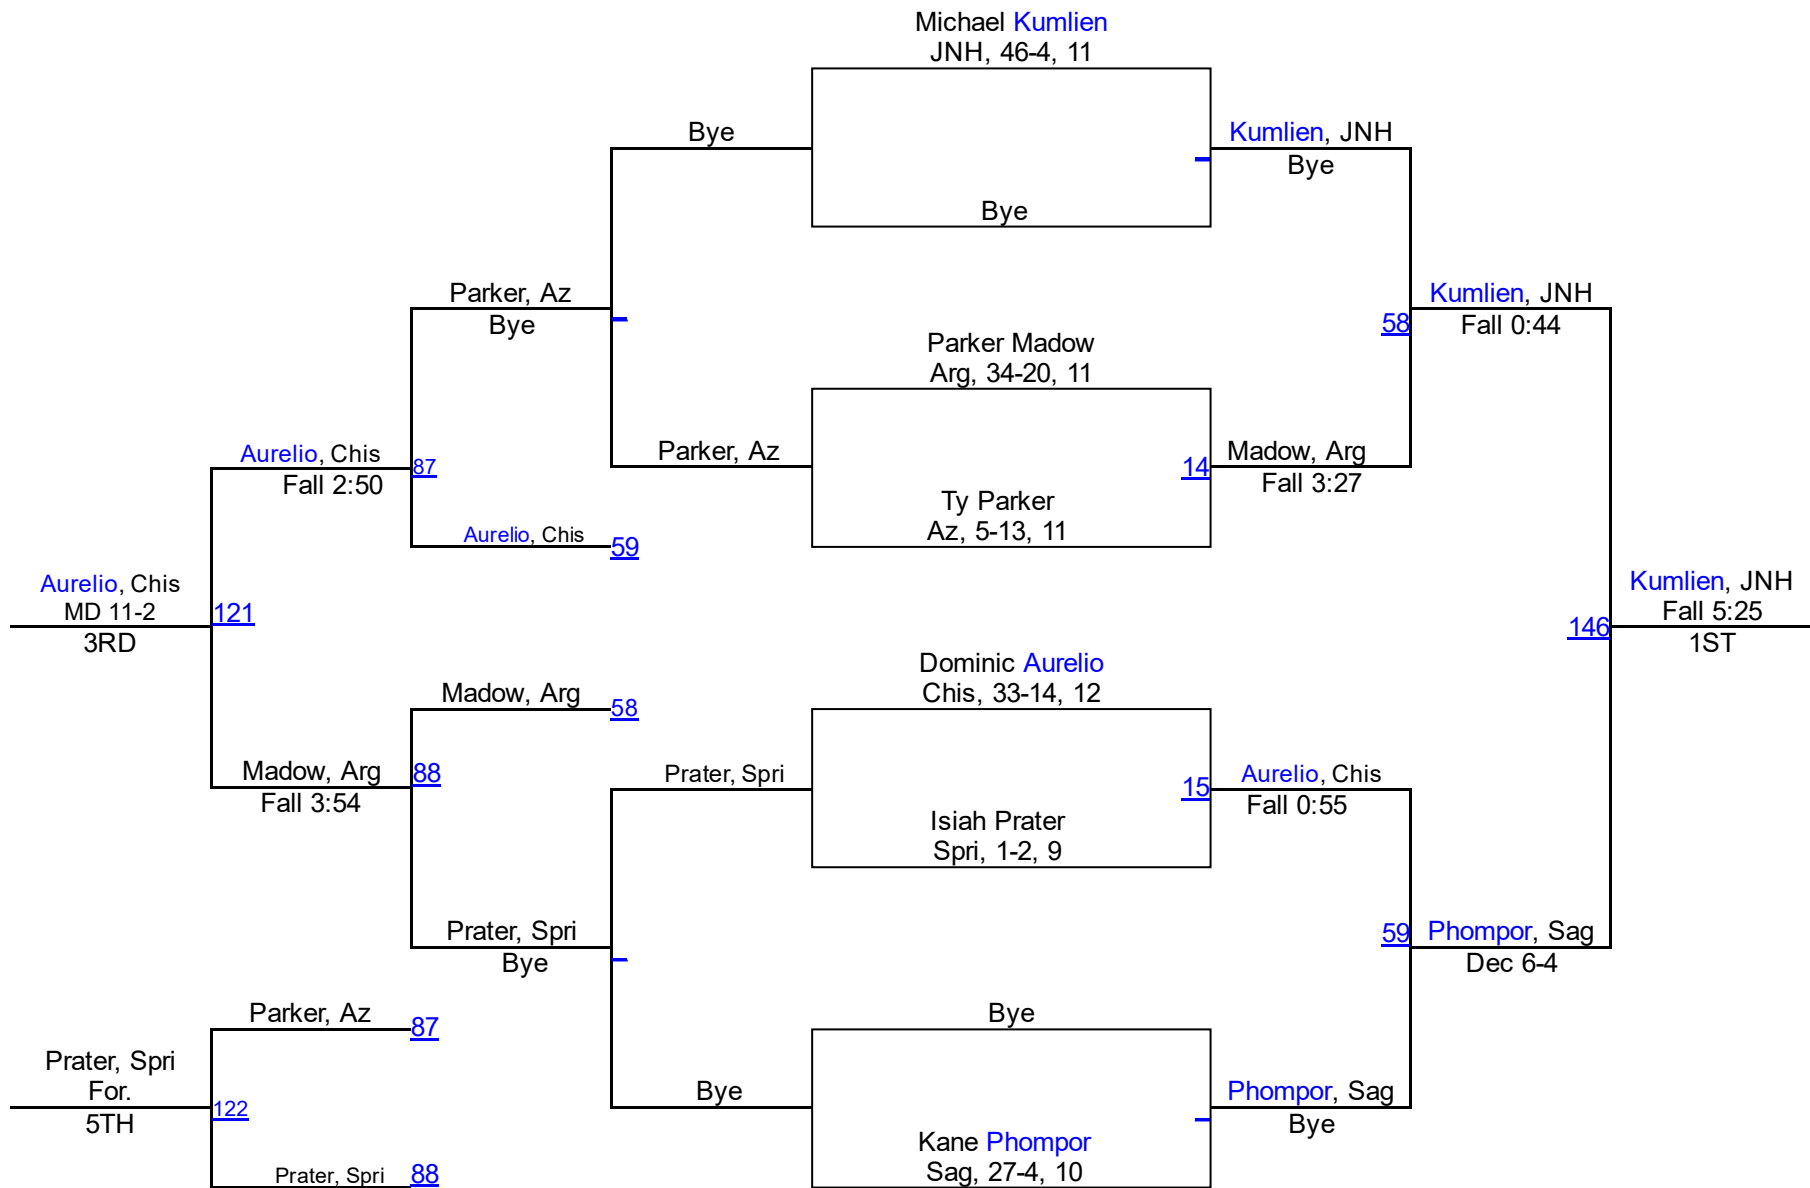 Michael Kumlien
JNH, 46-4, 11
Bye
Kumlien, JNH
Bye
Bye
Parker, Az
Bye
Kumlien, JNH
Fall 0:44
58
Parker Madow
Arg, 34-20, 11
Aurelio, Chis
Fall 2:50
87
Parker, Az
14
Madow, Arg
Fall 3:27
Ty Parker
Az, 5-13, 11
Aurelio, Chis
59
Aurelio, Chis
MD 11-2
3RD
121
Kumlien, JNH
Fall 5:25
1ST
146
Dominic Aurelio
Chis, 33-14, 12
Madow, Arg
58
Madow, Arg
Fall 3:54
88
Prater, Spri
15
Aurelio, Chis
Fall 0:55
Isiah Prater
Spri, 1-2, 9
Prater, Spri
Bye
59
Phompor, Sag
Dec 6-4
Parker, Az
87
Bye
Prater, Spri
For.
5TH
122
Bye
Phompor, Sag
Bye
Kane Phompor
Sag, 27-4, 10
Prater, Spri
88